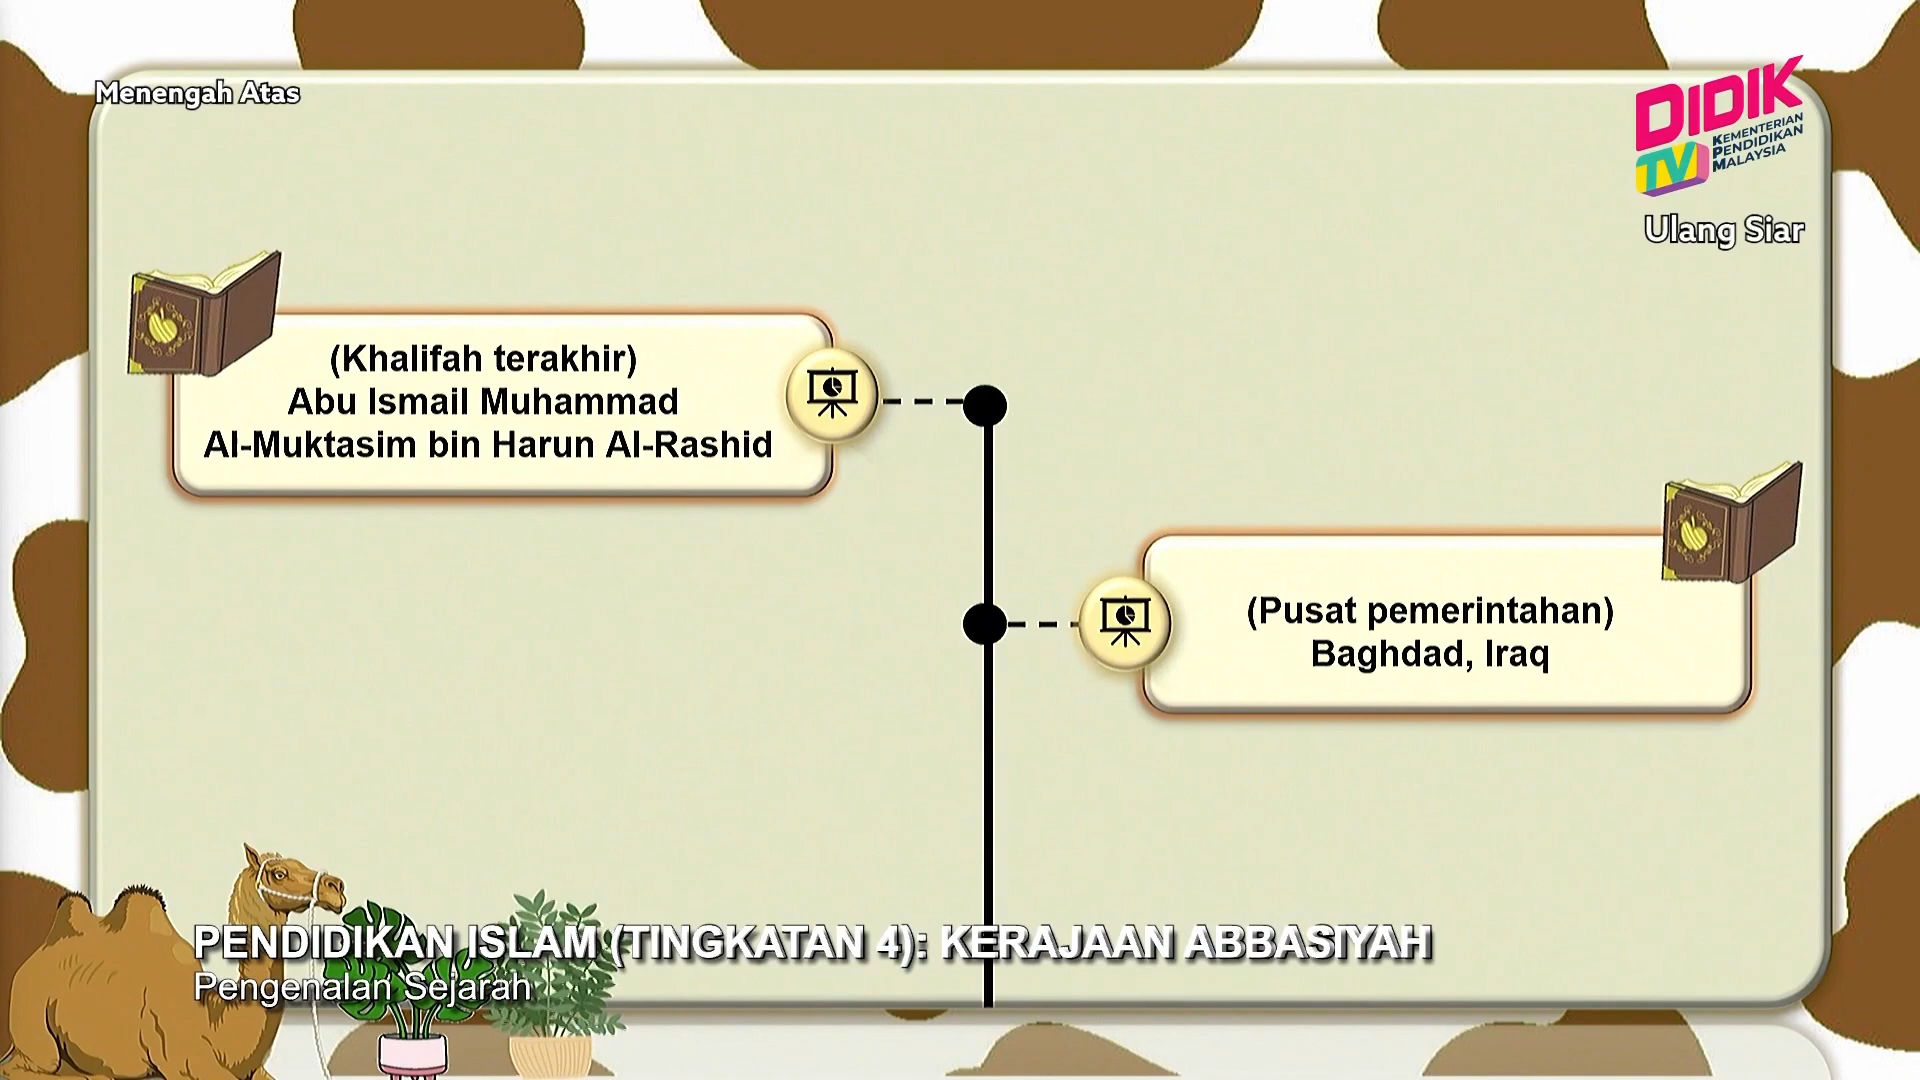 Menengah Atas
DIDIK
TV
KEMENTERIAN
PENDIDIKAN
MALAYSIA
Ulang Siar
(Khalifah terakhir)
Abu Ismail Muhammad
Al-Muktasim bin Harun Al-Rashid
(Pusat pemerintahan)
Baghdad, Iraq
PENDIDIKAN ISLAM (TINGKATAN 4): KERAJAAN ABBASIYAH
Pengenalan Sejarah